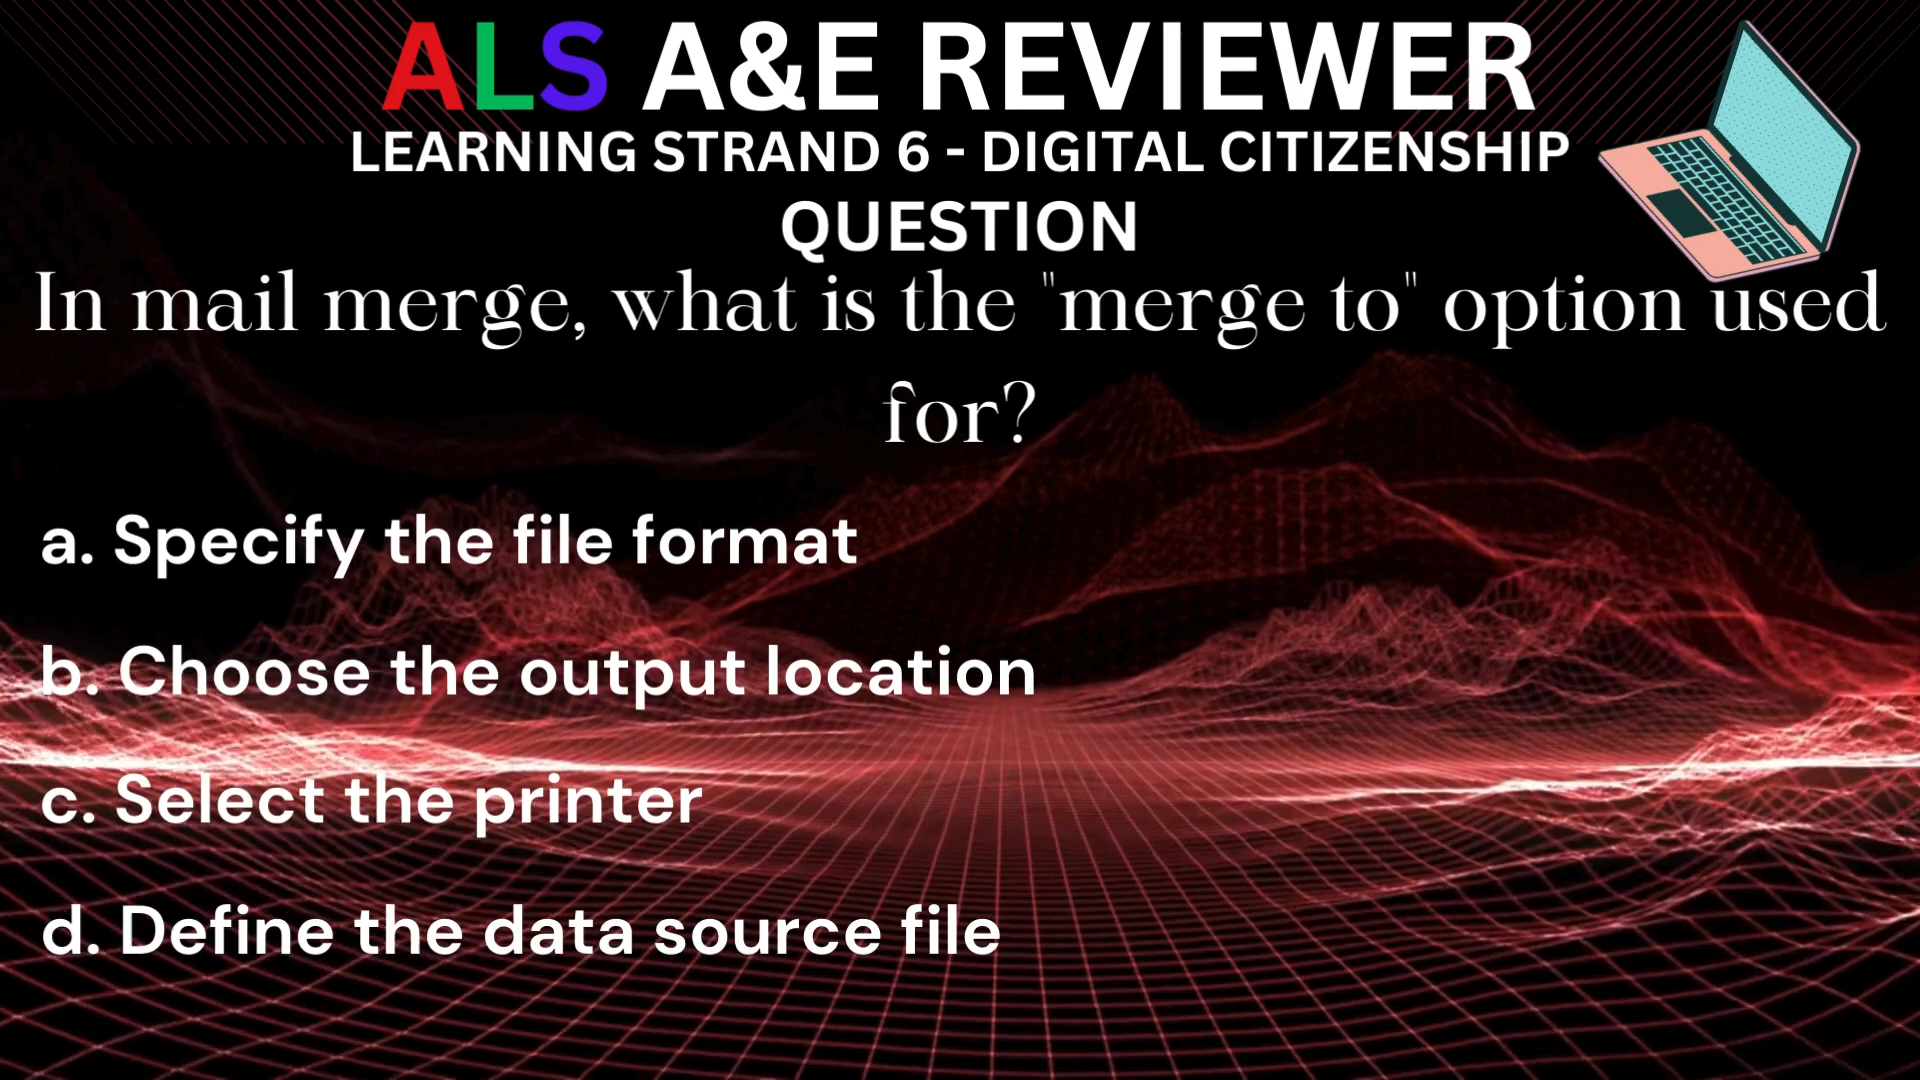 ALS A&E REVIEWER
LEARNING STRAND 6 - DIGITAL CITIZENSHIP
QUESTION
In mail merge, what is the "merge to" option used
for?
a. Specify the file format
b. Choose the output location
c. Select the printer
d. Define the data source file